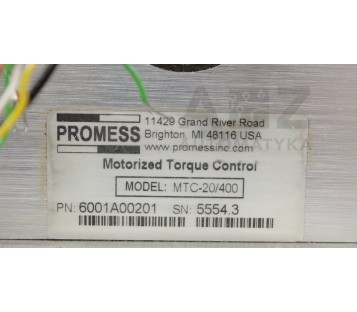 PROMESS
11429 Grand River Road
Brighton, MI 48116 USA
www.promessinc.com
Motorized Torque Control
MODEL: MTC-20/400
PN: 6001A00201 SN: 5554.3